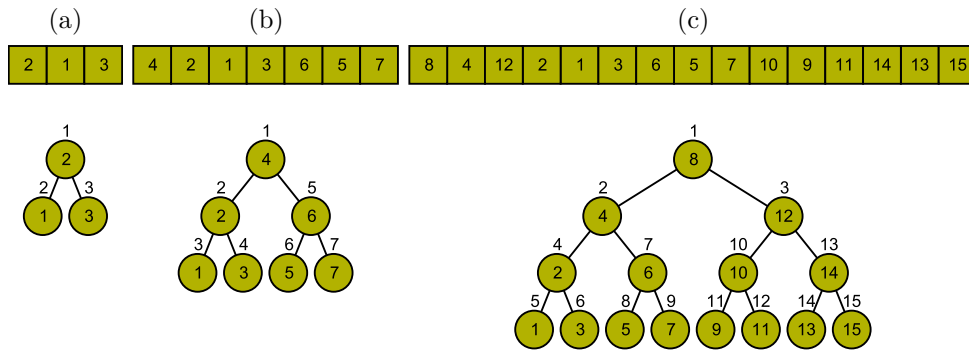 (a) (b) (c)
2 1 3 4 2 1 3 6 5 7 8 4 12 2 1 3 6 5 7 10 9 11 14 13 15
1 1 1
2 4 8
2 3 2 5 2 3
1 3 2 6 4 12
3 4 6 7 4 7 10 13
1 3 5 7 2 6 10 14
5 6 8 9 11 12 14 15
1 3 5 7 9 11 13 15